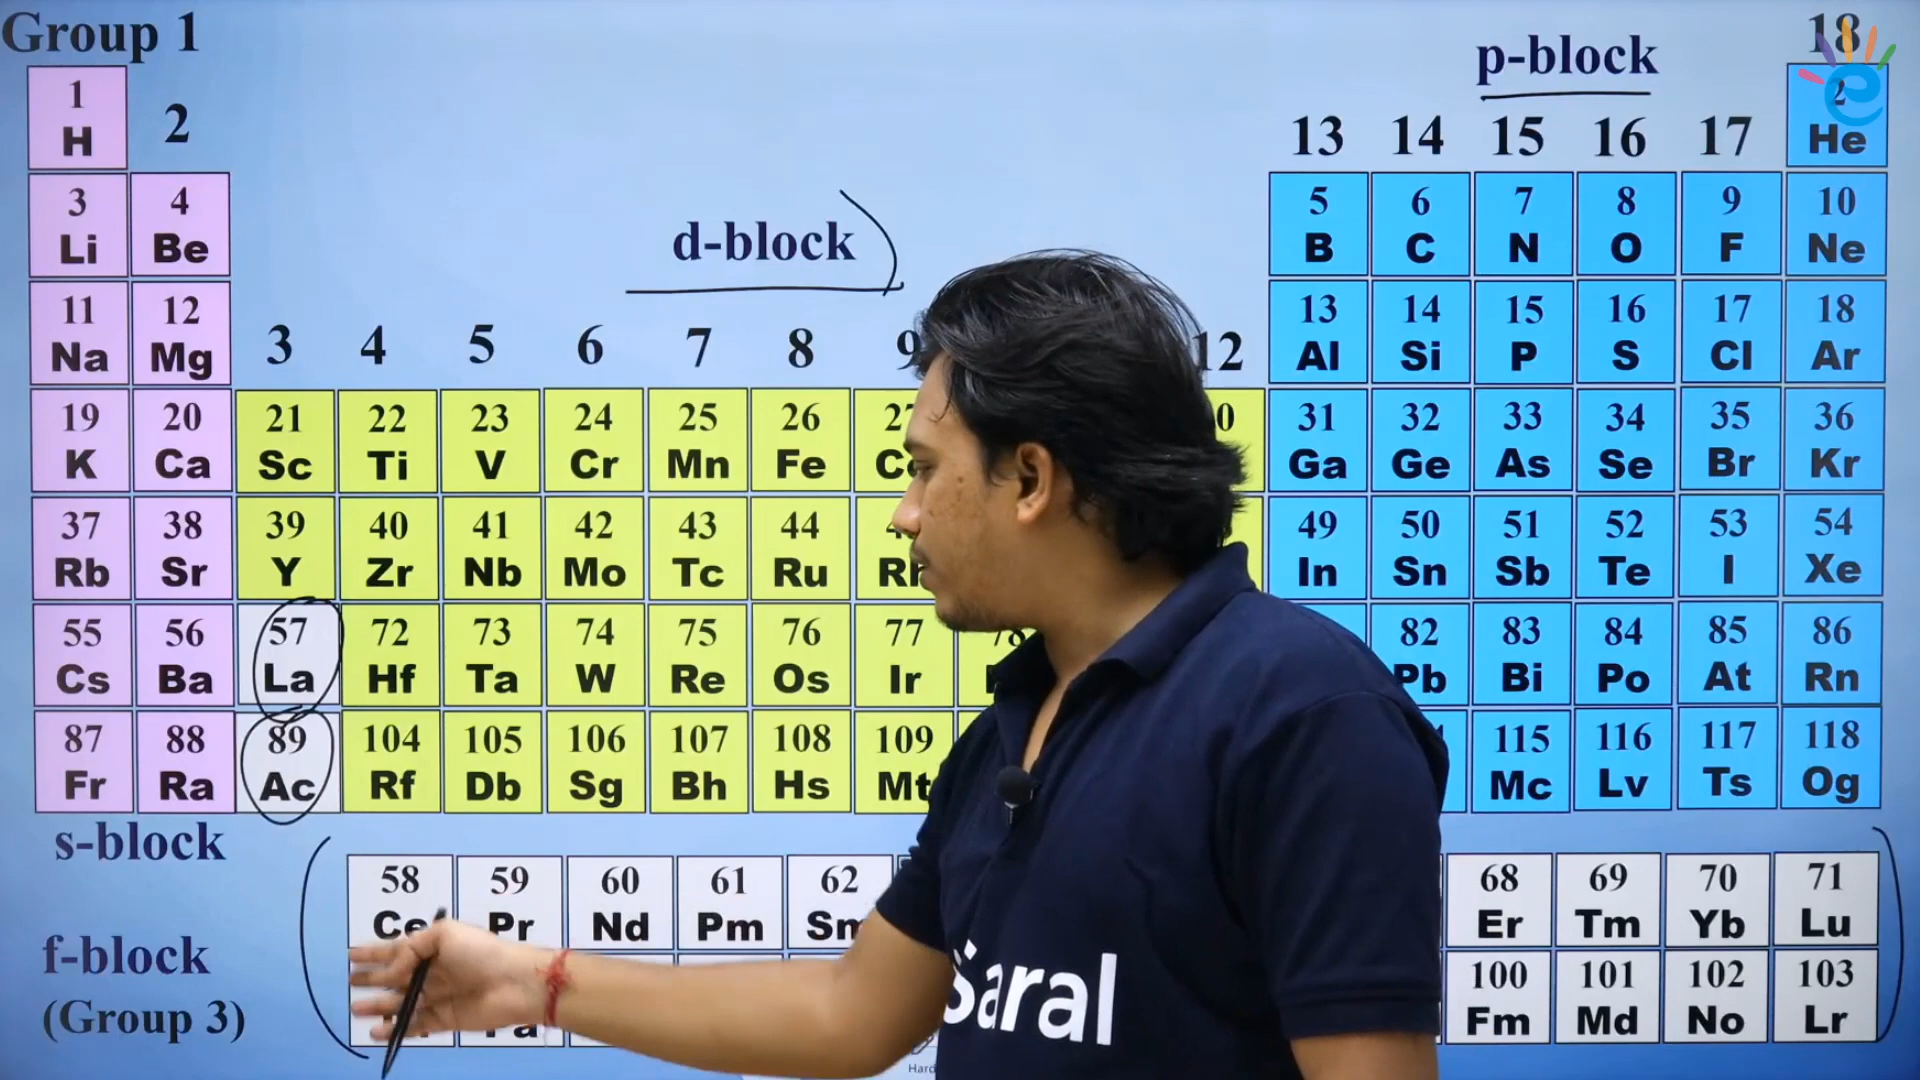 Group 1 18
p-block
2 13 14 15 16 17
1 2
H He
d-block
3 4 5 6 7 8 9 10
Li Be B C N O F Ne
3 4 5 6 7 8 9 12
11 12 13 14 15 16 17 18
Na Mg Al Si P S Cl Ar
19 20 21 22 23 24 25 26 31 32 33 34 35 36
K Ca Sc Ti V Cr Mn Fe Ga Ge As Se Br Kr
37 38 39 40 41 42 43 44 49 50 51 52 53 54
Rb Sr Y Zr Nb Mo Tc Ru In Sn Sb Te I Xe
55 56 57 72 73 74 75 76 77 78 82 83 84 85 86
Cs Ba La Hf Ta W Re Os Ir Pb Bi Po At Rn
87 88 89 104 105 106 107 108 109 115 116 117 118
Fr Ra Ac Rf Db Sg Bh Hs Mt Mc Lv Ts Og
s-block
58 59 60 61 62 68 69 70 71
Ce Pr Nd Pm Sm Er Tm Yb Lu
f-block
(Group 3)
100 101 102 103
Fm Md No Lr
Saral